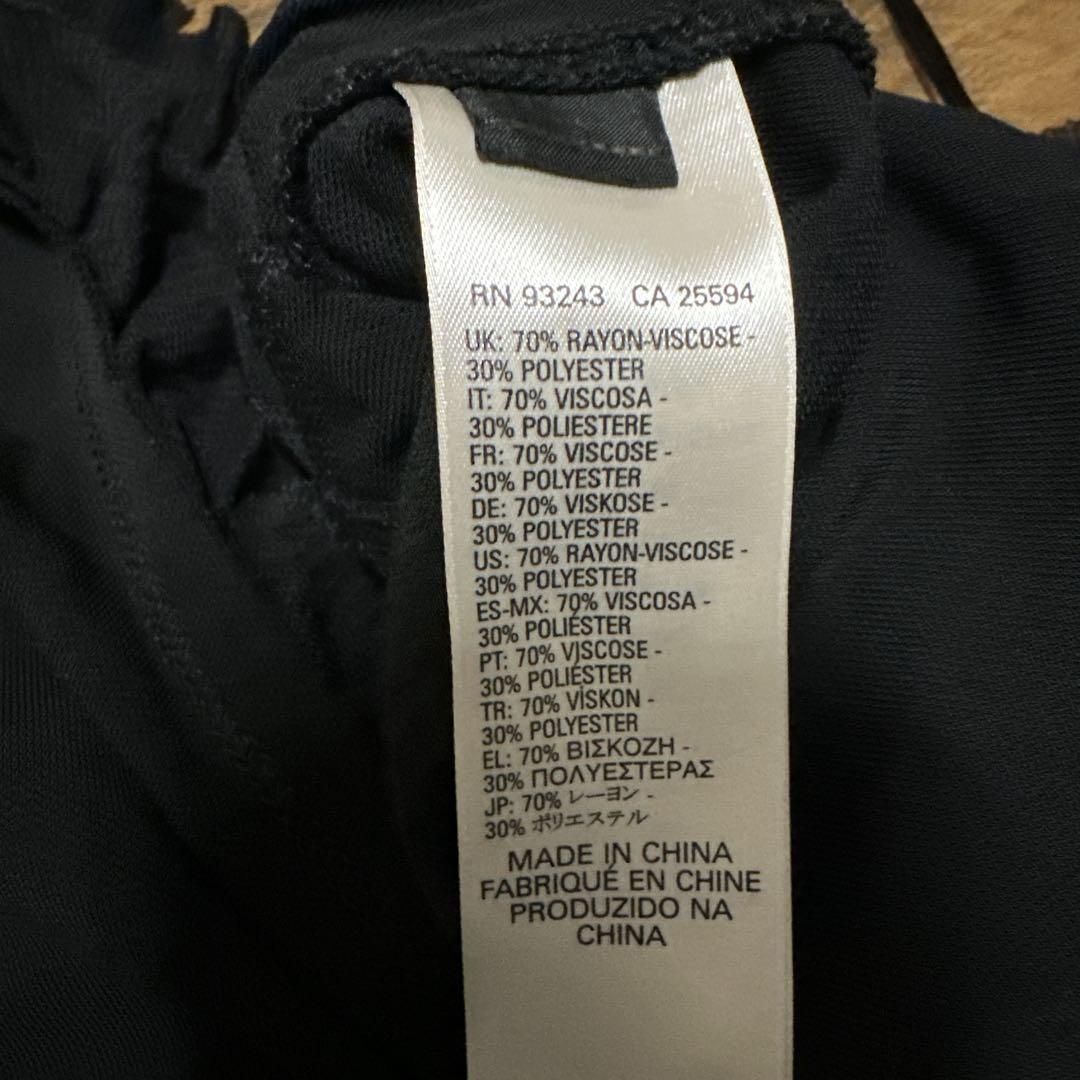 RN 93243 CA 25594
UK: 70% RAYON-VISCOSE -
30% POLYESTER
IT: 70% VISCOSA -
30% POLIESTERE
FR: 70% VISCOSE -
30% POLYESTER
DE: 70% VISKOSE -
30% POLYESTER
US: 70% RAYON-VISCOSE -
30% POLYESTER
ES-MX: 70% VISCOSA -
30% POLIÉSTER
PT: 70% VISCOSE -
30% POLIÉSTER
TR: 70% VİSKON -
30% POLYESTER
EL: 70% ΒΙΣΚΟΖΗ -
30% ΠΟΛΥΕΣΤΕΡΑΣ
JP: 70% レーヨン -
30% ポリエステル
MADE IN CHINA
FABRIQUÉ EN CHINE
PRODUZIDO NA
CHINA